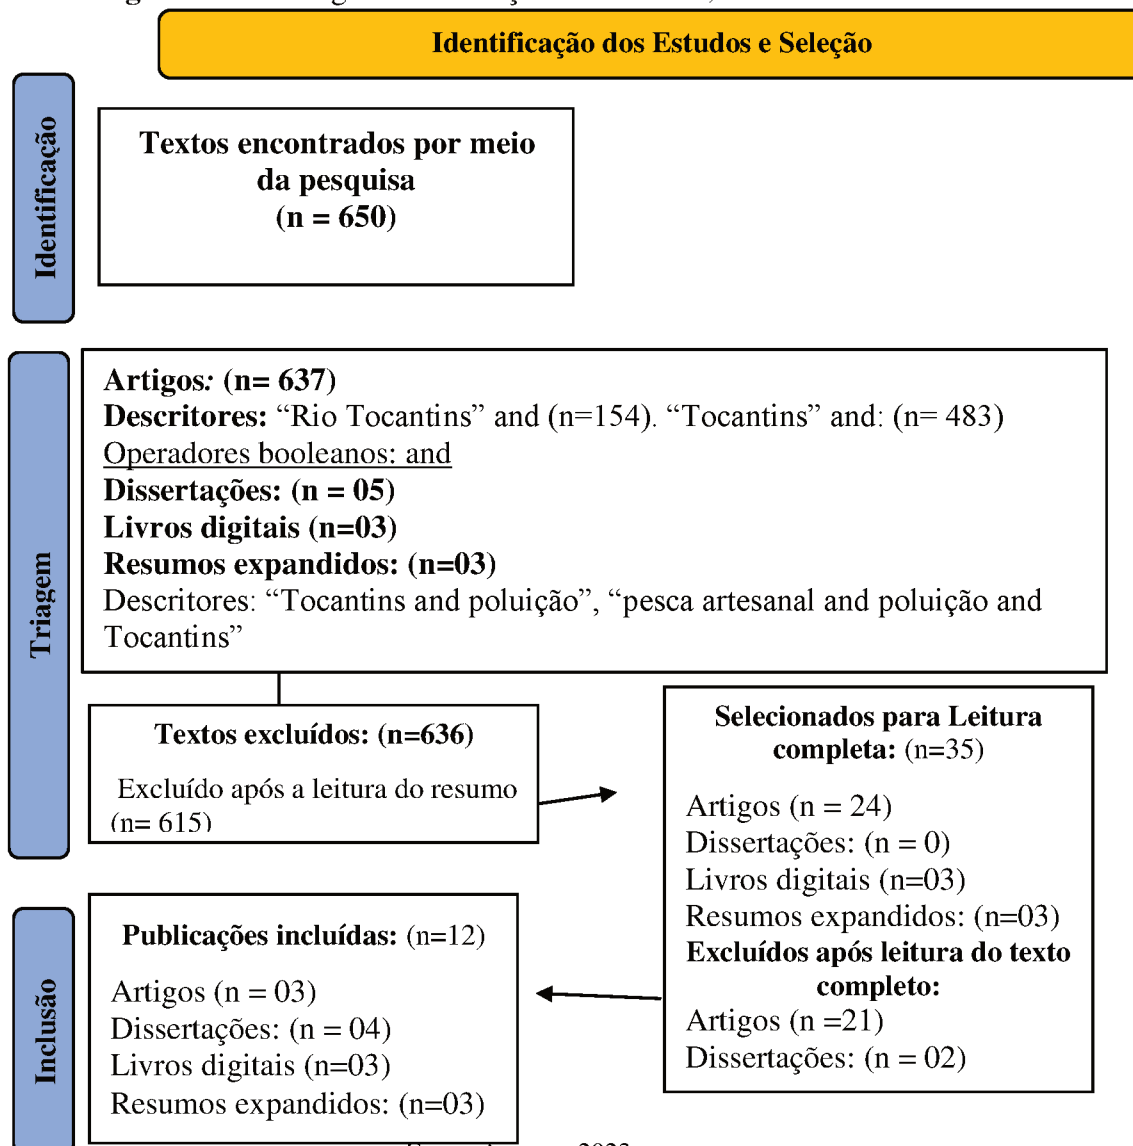 Identificação dos Estudos e Seleção
Identificação
Textos encontrados por meio
da pesquisa
(n = 650)
Triagem
Artigos: (n= 637)
Descritores: “Rio Tocantins” and (n=154). “Tocantins” and: (n= 483)
Operadores booleanos: and
Dissertações: (n = 05)
Livros digitais (n=03)
Resumos expandidos: (n=03)
Descritores: “Tocantins and poluição”, “pesca artesanal and poluição and
Tocantins”
Textos excluídos: (n=636)
Excluído após a leitura do resumo
(n= 615)
Selecionados para Leitura
completa: (n=35)
Artigos (n = 24)
Dissertações: (n = 0)
Livros digitais (n=03)
Resumos expandidos: (n=03)
Excluídos após leitura do texto
completo:
Artigos (n =21)
Dissertações: (n = 02)
Inclusão
Publicações incluídas: (n=12)
Artigos (n = 03)
Dissertações: (n = 04)
Livros digitais (n=03)
Resumos expandidos: (n=03)